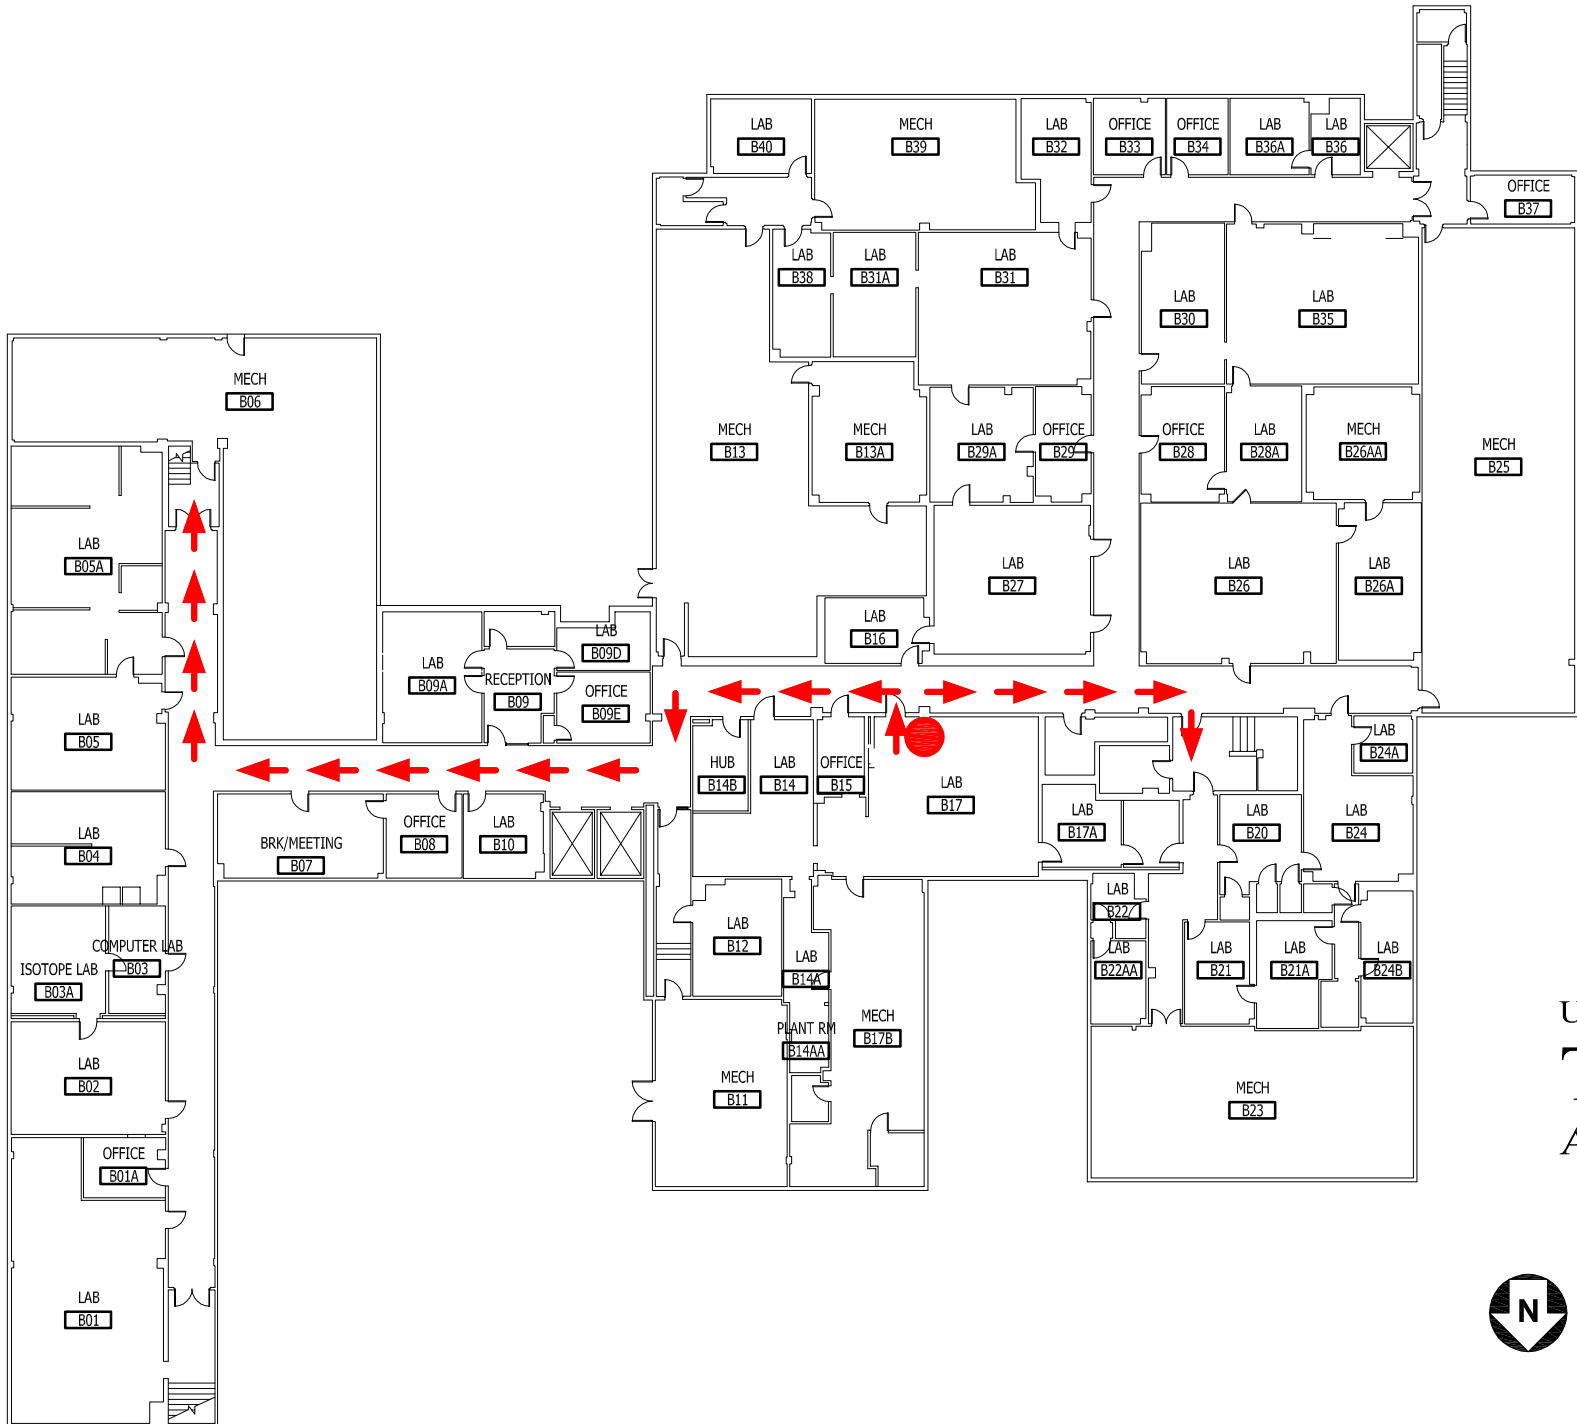 LAB
B40
MECH
B39
LAB
B32
OFFICE
B33
OFFICE
B34
LAB
B36A
LAB
B36
OFFICE
B37
LAB
B38
LAB
B31A
LAB
B31
LAB
B30
LAB
B35
MECH
B06
MECH
B13
MECH
B13A
LAB
B29A
OFFICE
B29
OFFICE
B28
LAB
B28A
MECH
B26AA
MECH
B25
LAB
B05A
LAB
B27
LAB
B26
LAB
B26A
LAB
B16
LAB
B09A
RECEPTION
B09
LAB
B09D
OFFICE
B09E
LAB
B05
HUB
B14B
LAB
B14
OFFICE
B15
LAB
B17
LAB
B24A
LAB
B04
BRK/MEETING
B07
OFFICE
B08
LAB
B10
LAB
B17A
LAB
B20
LAB
B24
COMPUTER LAB
B03
ISOTOPE LAB
B03A
LAB
B12
LAB
B14A
LAB
B22
LAB
B22AA
LAB
B21
LAB
B21A
LAB
B24B
LAB
B02
PLANT RM
B14AA
MECH
B17B
MECH
B11
MECH
B23
OFFICE
B01A
LAB
B01
N